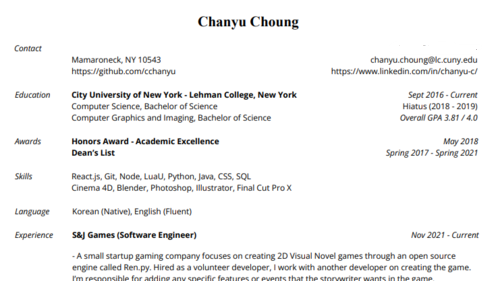 Chanyu Choung
Contact
Mamaroneck, NY 10543 chanyu.choung@lc.cuny.edu
https://github.com/cchanyu https://www.linkedin.com/in/chanyu-c/
Education City University of New York - Lehman College, New York Sept 2016 - Current
Computer Science, Bachelor of Science Hiatus (2018 - 2019)
Computer Graphics and Imaging, Bachelor of Science Overall GPA 3.81 / 4.0
Awards Honors Award - Academic Excellence May 2018
Dean's List Spring 2017 - Spring 2021
Skills React.js, Git, Node, LuaU, Python, Java, CSS, SQL
Cinema 4D, Blender, Photoshop, Illustrator, Final Cut Pro X
Language Korean (Native), English (Fluent)
Experience S&J Games (Software Engineer) Nov 2021 - Current
- A small startup gaming company focuses on creating 2D Visual Novel games through an open source
engine called Ren.py. Hired as a volunteer developer, I work with another developer on creating the game.
I'm responsible for adding any specific features or events that the storywriter wants in the game.